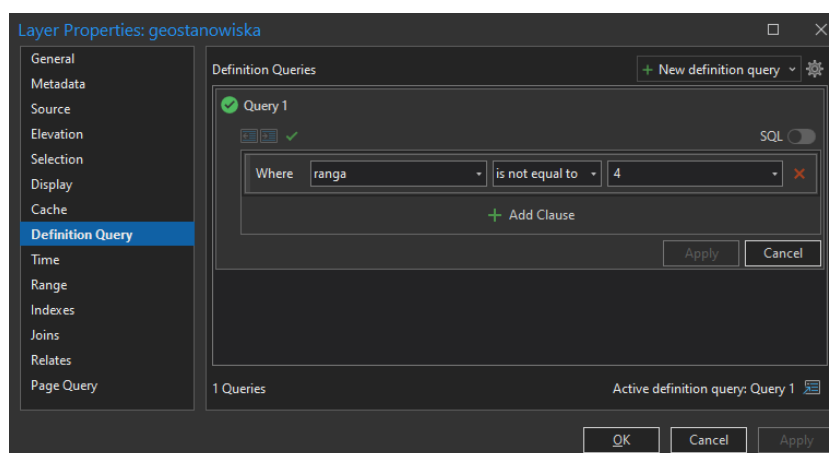 Layer Properties: geostanowiska
General
Metadata
Source
Elevation
Selection
Display
Cache
Definition Query
Time
Range
Indexes
Joins
Relates
Page Query
Definition Queries
+ New definition query
Query 1
SQL
Where ranga is not equal to 4
+ Add Clause
Apply Cancel
1 Queries Active definition query: Query 1
OK Cancel Apply